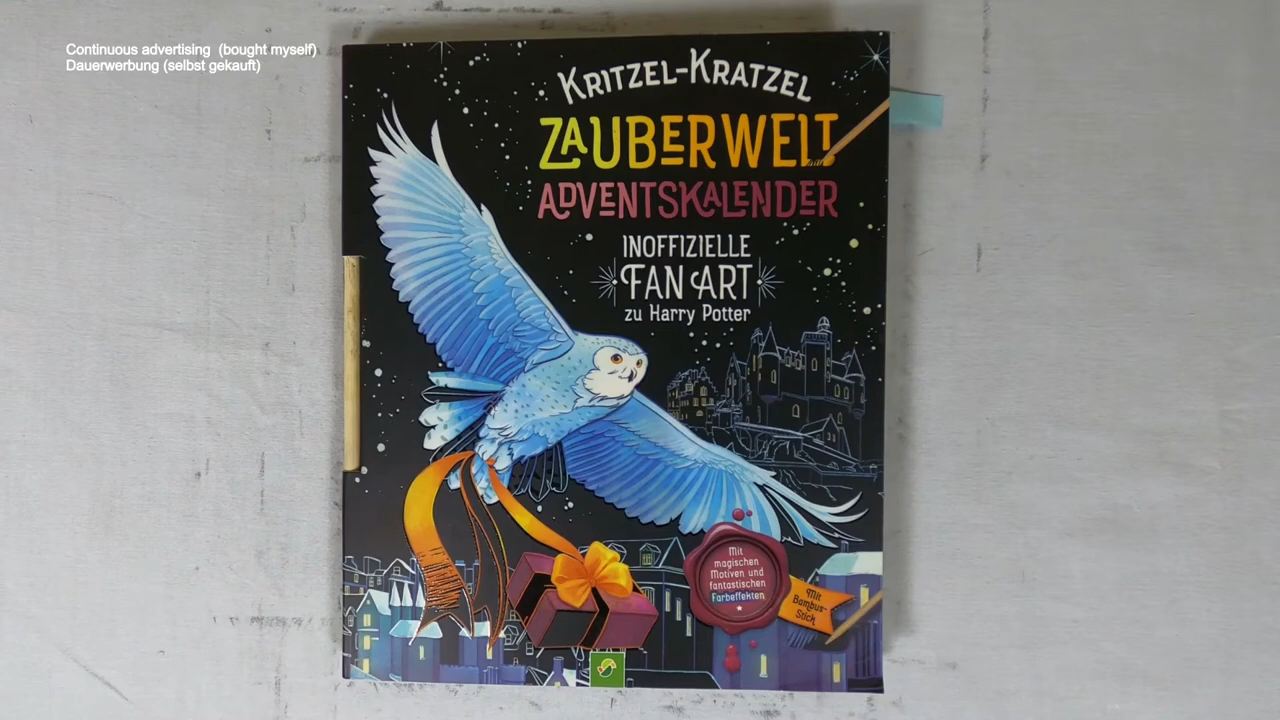 Continuous advertising (bought myself)
Dauerwerbung (selbst gekauft)
KRITZEL-KRATZEL
ZAUBERWELT
ADVENTSKALENDER
INOFFIZIELLE
FAN ART
zu Harry Potter
Mit
magischen
Motiven und
fantastischen
Farbeffekten
Mit
Bambus-
Stick